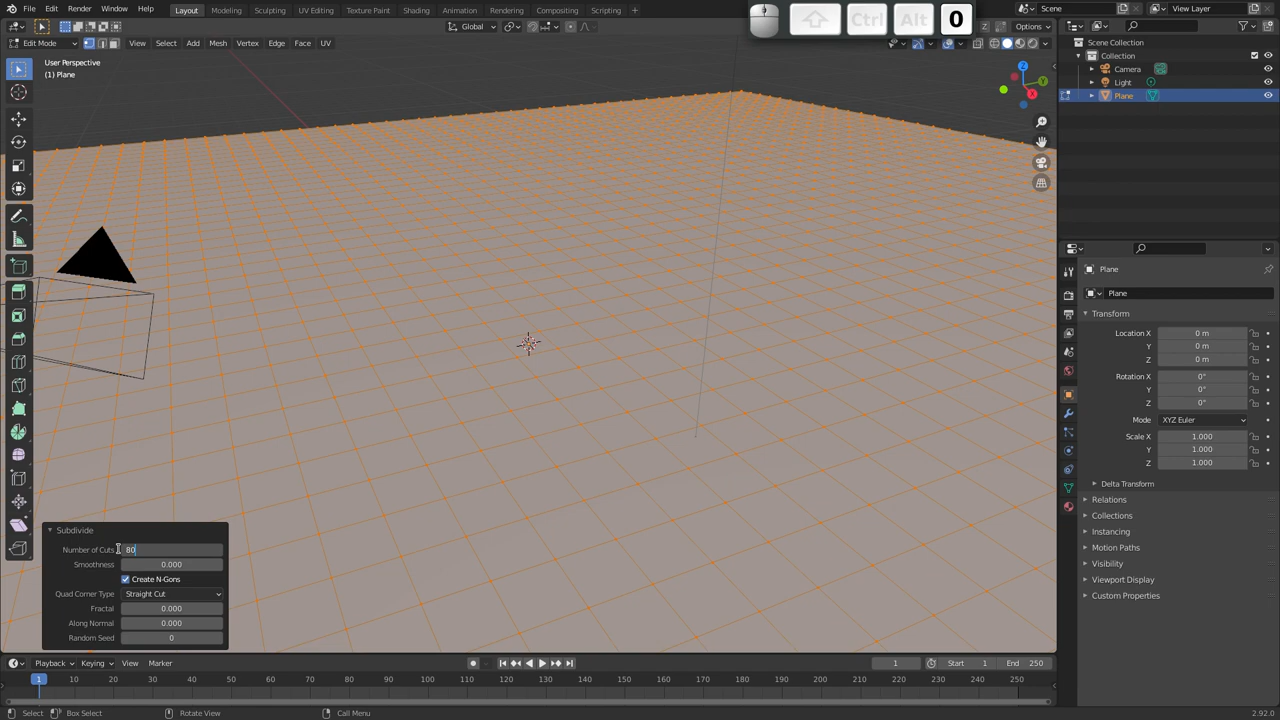 File Edit Render Window Help Layout Modeling Sculpting UV Editing Texture Paint Shading Animation Rendering Compositing Scripting + Scene View Layer
Ctrl Alt 0
Global Options
Edit Mode View Select Add Mesh Vertex Edge Face UV
User Perspective
(1) Plane
Z
Y
X
Scene Collection
Collection
Camera
Light
Plane
Plane
Plane
Transform
Location X 0 m
Y 0 m
Z 0 m
Rotation X 0°
Y 0°
Z 0°
Mode XYZ Euler
Scale X 1.000
Y 1.000
Z 1.000
Delta Transform
Relations
Collections
Instancing
Motion Paths
Visibility
Viewport Display
Custom Properties
Subdivide
Number of Cuts 80
Smoothness 0.000
Create N-Gons
Quad Corner Type Straight Cut
Fractal 0.000
Along Normal 0.000
Random Seed 0
Playback Keying View Marker 1 Start 1 End 250
1 10 20 30 40 50 60 70 80 90 100 110 120 130 140 150 160 170 180 190 200 210 220 230 240 250
Select Box Select Rotate View Call Menu 2.92.0